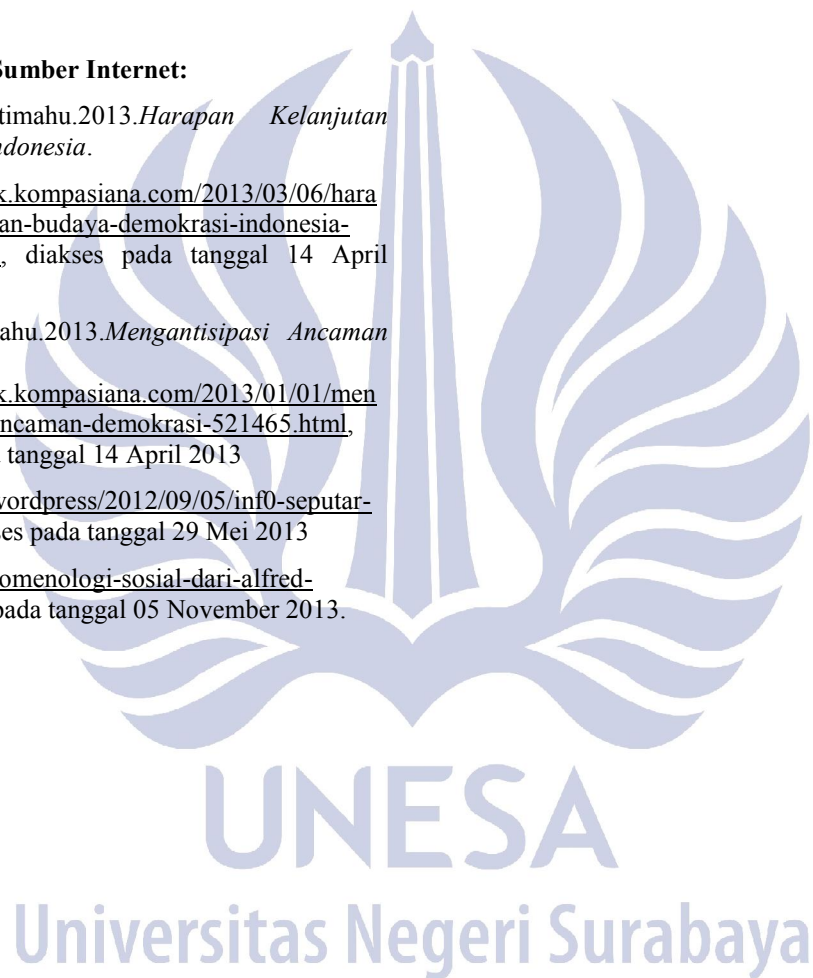 Sumber Internet:
timahu.2013.Harapan Kelanjutan
ndonesia.
k.kompasiana.com/2013/03/06/hara
an-budaya-demokrasi-indonesia-
, diakses pada tanggal 14 April
ahu.2013.Mengantisipasi Ancaman
k.kompasiana.com/2013/01/01/men
ncaman-demokrasi-521465.html,
tanggal 14 April 2013
wordpress/2012/09/05/inf0-seputar-
es pada tanggal 29 Mei 2013
omenologi-sosial-dari-alfred-
pada tanggal 05 November 2013.
UNESA
Universitas Negeri Surabaya